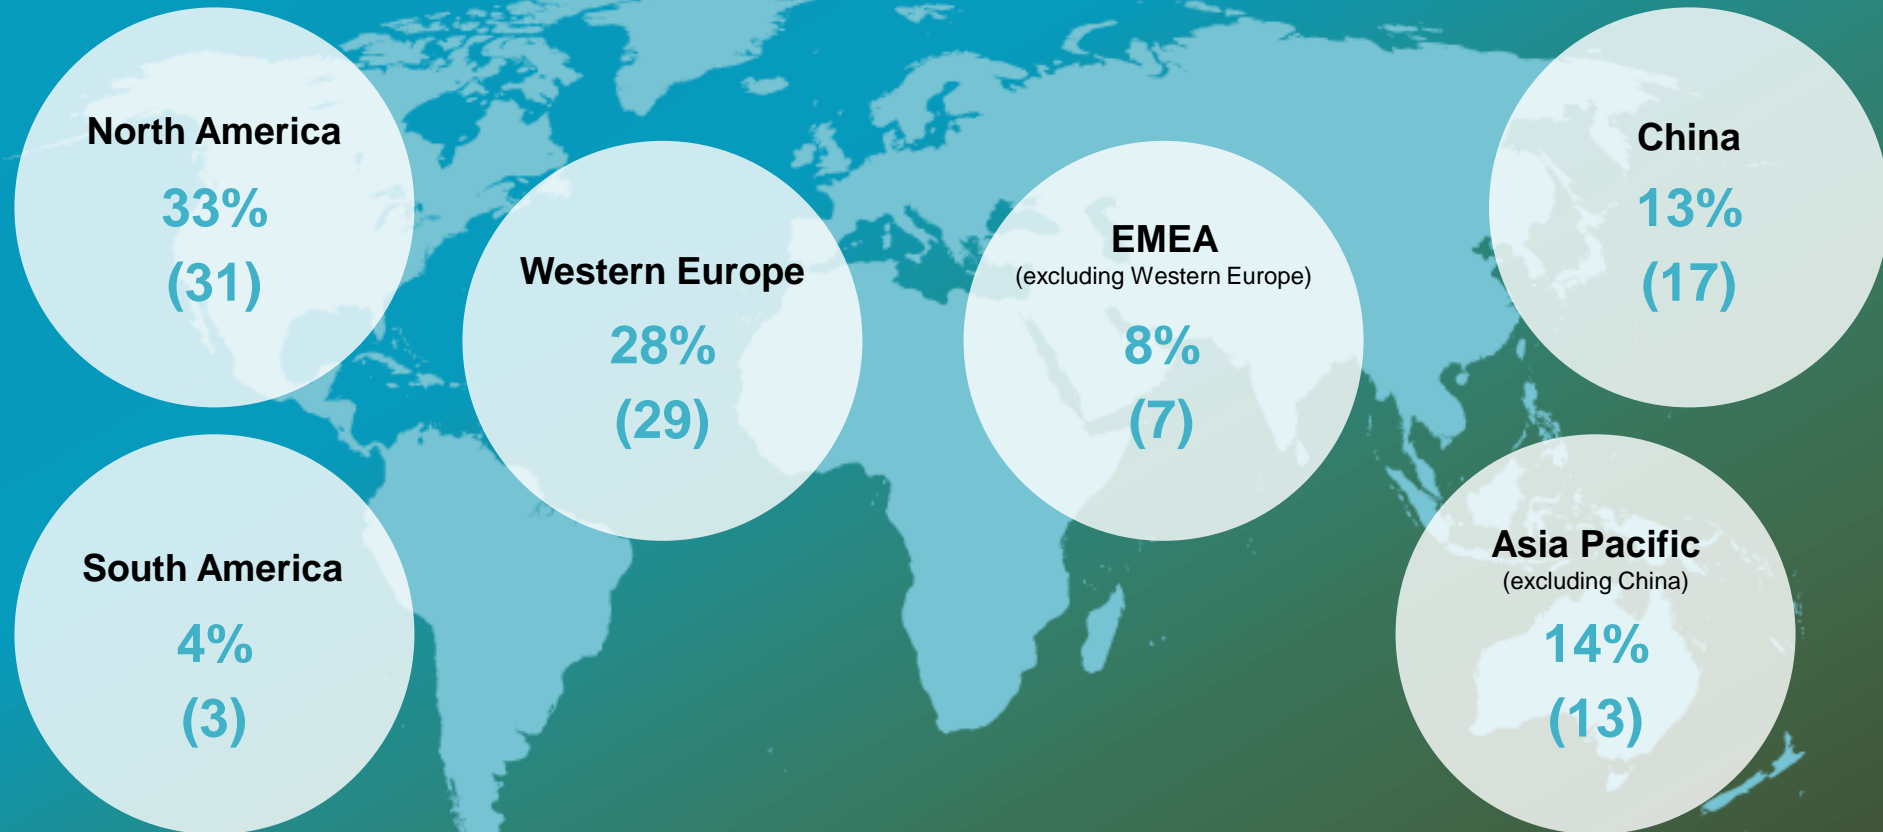 North America
33%
(31)
Western Europe
28%
(29)
EMEA
(excluding Western Europe)
8%
(7)
China
13%
(17)
South America
4%
(3)
Asia Pacific
(excluding China)
14%
(13)